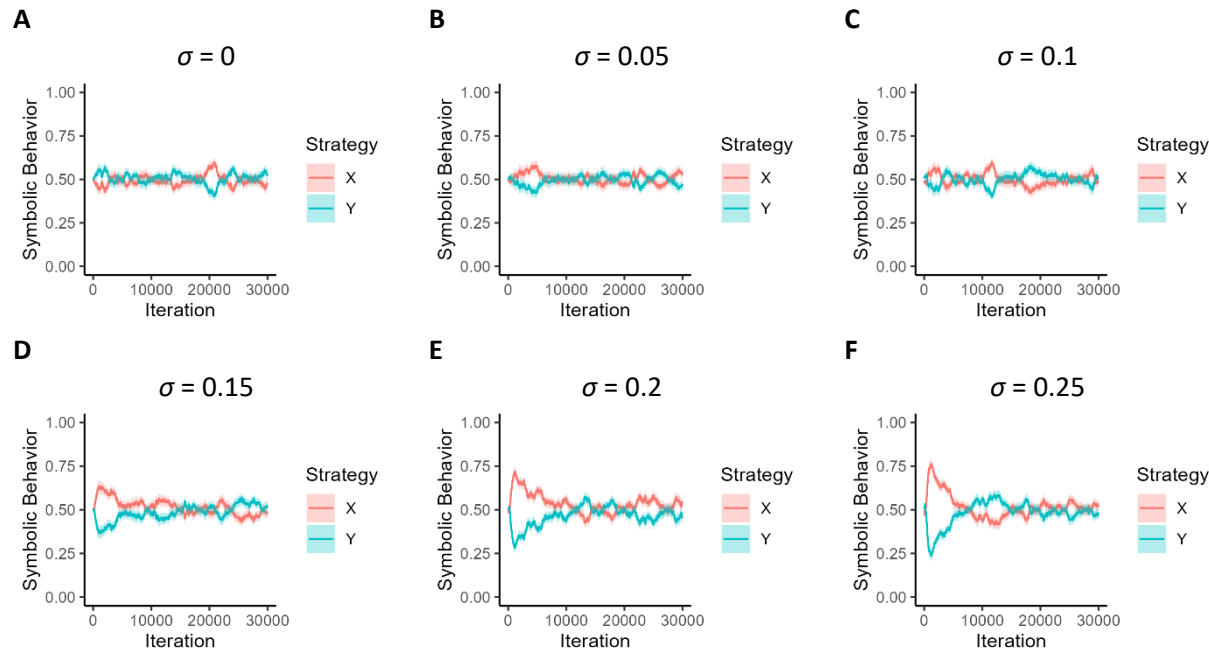 A
σ = 0
1.00
0.75
0.50
0.25
0.00
Symbolic Behavior
0 10000 20000 30000
Iteration
Strategy
X
Y
B
σ = 0.05
1.00
0.75
0.50
0.25
0.00
Symbolic Behavior
0 10000 20000 30000
Iteration
Strategy
X
Y
C
σ = 0.1
1.00
0.75
0.50
0.25
0.00
Symbolic Behavior
0 10000 20000 30000
Iteration
Strategy
X
Y
D
σ = 0.15
1.00
0.75
0.50
0.25
0.00
Symbolic Behavior
0 10000 20000 30000
Iteration
Strategy
X
Y
E
σ = 0.2
1.00
0.75
0.50
0.25
0.00
Symbolic Behavior
0 10000 20000 30000
Iteration
Strategy
X
Y
F
σ = 0.25
1.00
0.75
0.50
0.25
0.00
Symbolic Behavior
0 10000 20000 30000
Iteration
Strategy
X
Y